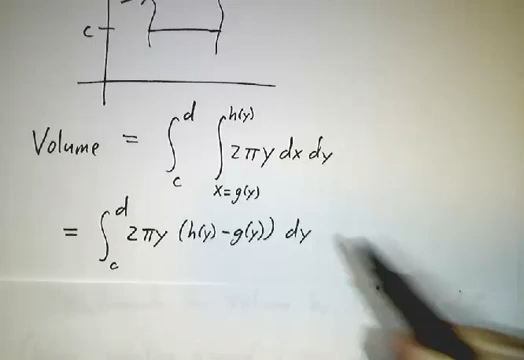 c
Volume = ∫_c^d ∫_{x=g(y)}^{h(y)} 2πy dx dy
= ∫_c^d 2πy (h(y) - g(y)) dy